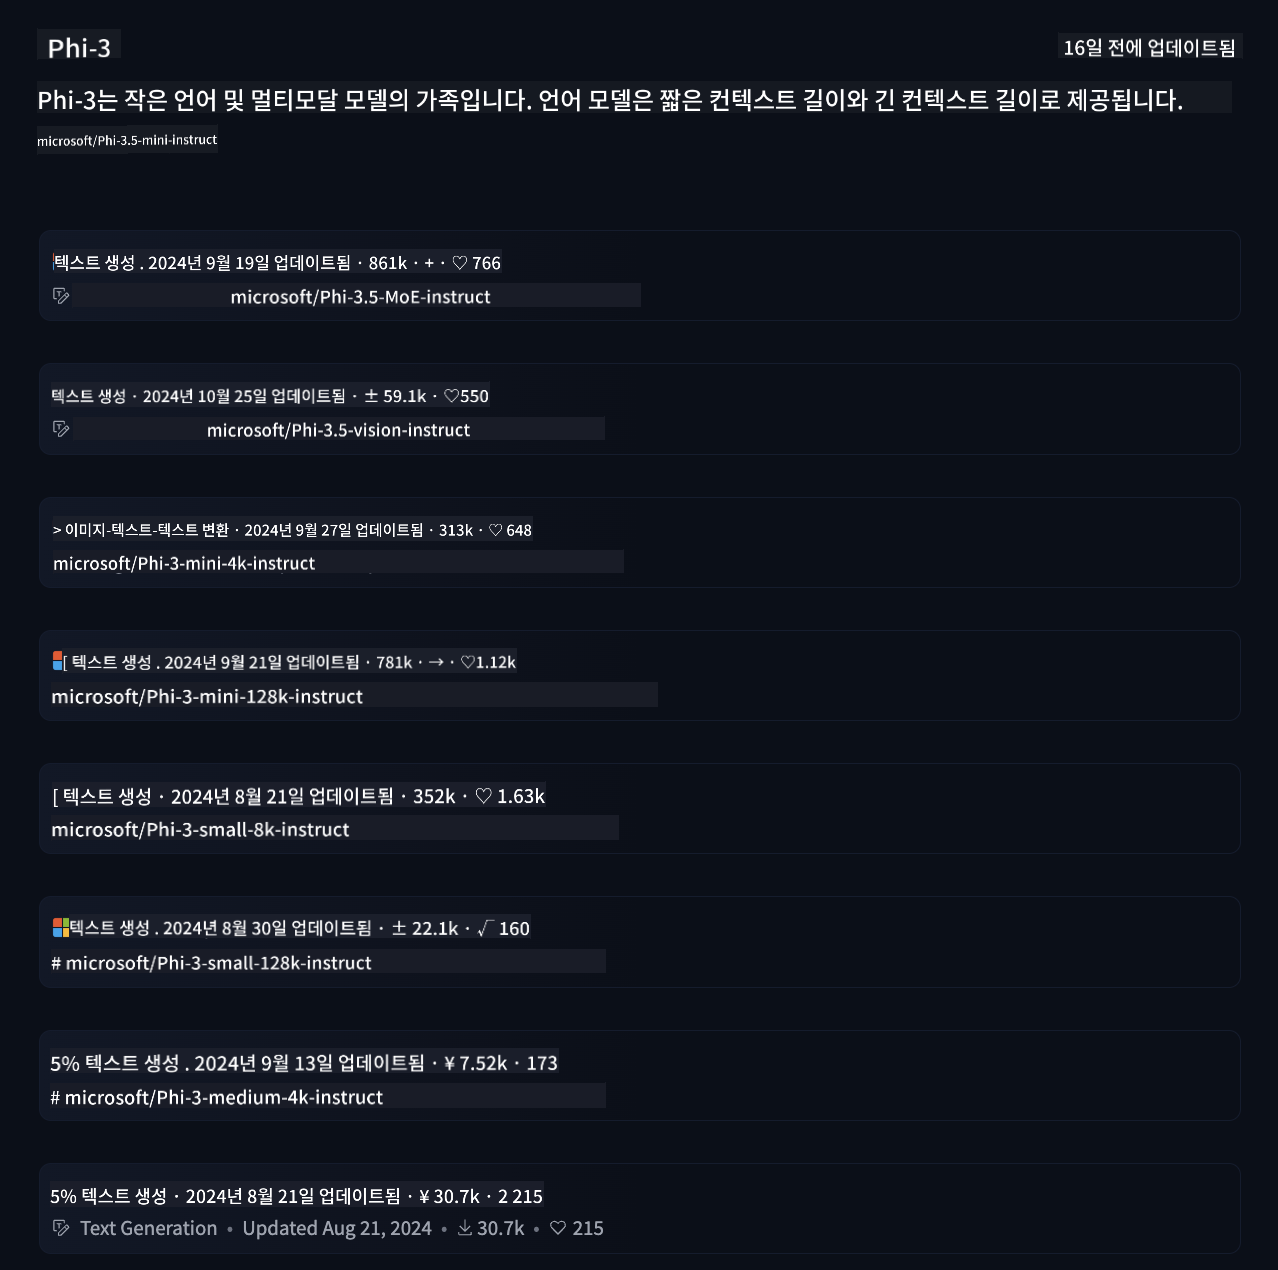 Phi-3
16일 전에 업데이트됨
Phi-3는 작은 언어 및 멀티모달 모델의 가족입니다. 언어 모델은 짧은 컨텍스트 길이와 긴 컨텍스트 길이로 제공됩니다.
microsoft/Phi-3.5-mini-instruct
텍스트 생성 . 2024년 9월 19일 업데이트됨 · 861k · + · ♡ 766
microsoft/Phi-3.5-MoE-instruct
텍스트 생성 · 2024년 10월 25일 업데이트됨 · ± 59.1k · ♡550
microsoft/Phi-3.5-vision-instruct
> 이미지-텍스트-텍스트 변환 · 2024년 9월 27일 업데이트됨 · 313k · ♡ 648
microsoft/Phi-3-mini-4k-instruct
[ 텍스트 생성 . 2024년 9월 21일 업데이트됨 · 781k · → · ♡1.12k
microsoft/Phi-3-mini-128k-instruct
[ 텍스트 생성 · 2024년 8월 21일 업데이트됨 · 352k · ♡ 1.63k
microsoft/Phi-3-small-8k-instruct
텍스트 생성 . 2024년 8월 30일 업데이트됨 · ± 22.1k · √ 160
# microsoft/Phi-3-small-128k-instruct
5% 텍스트 생성 . 2024년 9월 13일 업데이트됨 · ¥ 7.52k · 173
# microsoft/Phi-3-medium-4k-instruct
5% 텍스트 생성 · 2024년 8월 21일 업데이트됨 · ¥ 30.7k · 2 215
Text Generation • Updated Aug 21, 2024 • 30.7k • ♡ 215